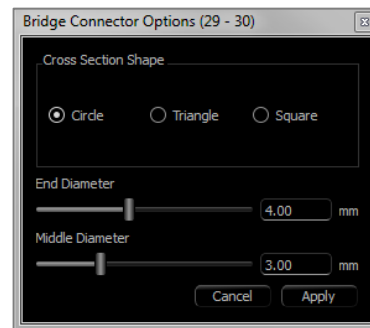 Bridge Connector Options (29 - 30)
Cross Section Shape
Circle Triangle Square
End Diameter
4.00 mm
Middle Diameter
3.00 mm
Cancel Apply